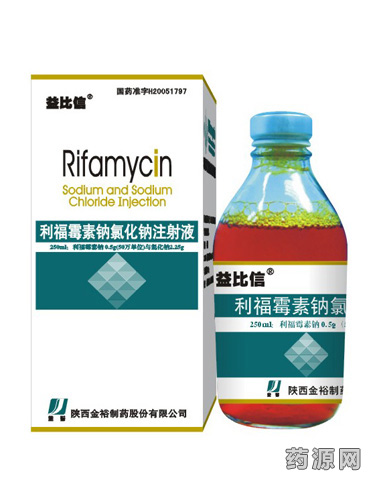 益比信®
国药准字H20051797
Rifamycin
Sodium and Sodium
Chloride Injection
利福霉素钠氯化钠注射液
250ml: 利福霉素钠0.5g(50万单位)与氯化钠2.25g
陕西金裕制药股份有限公司
益比信®
利福霉素钠氯
250ml: 利福霉素钠0.5g
陕西金裕制药
药源网